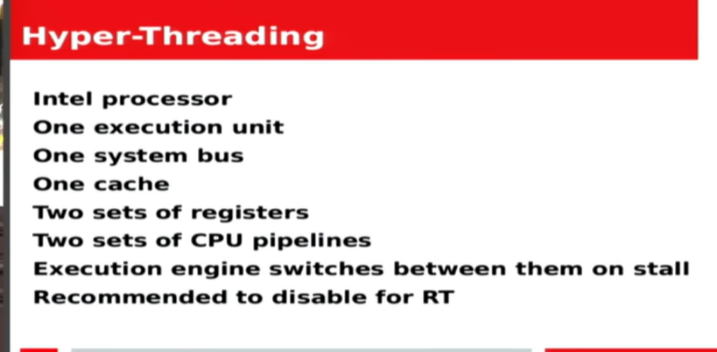 Hyper-Threading
Intel processor
One execution unit
One system bus
One cache
Two sets of registers
Two sets of CPU pipelines
Execution engine switches between them on stall
Recommended to disable for RT